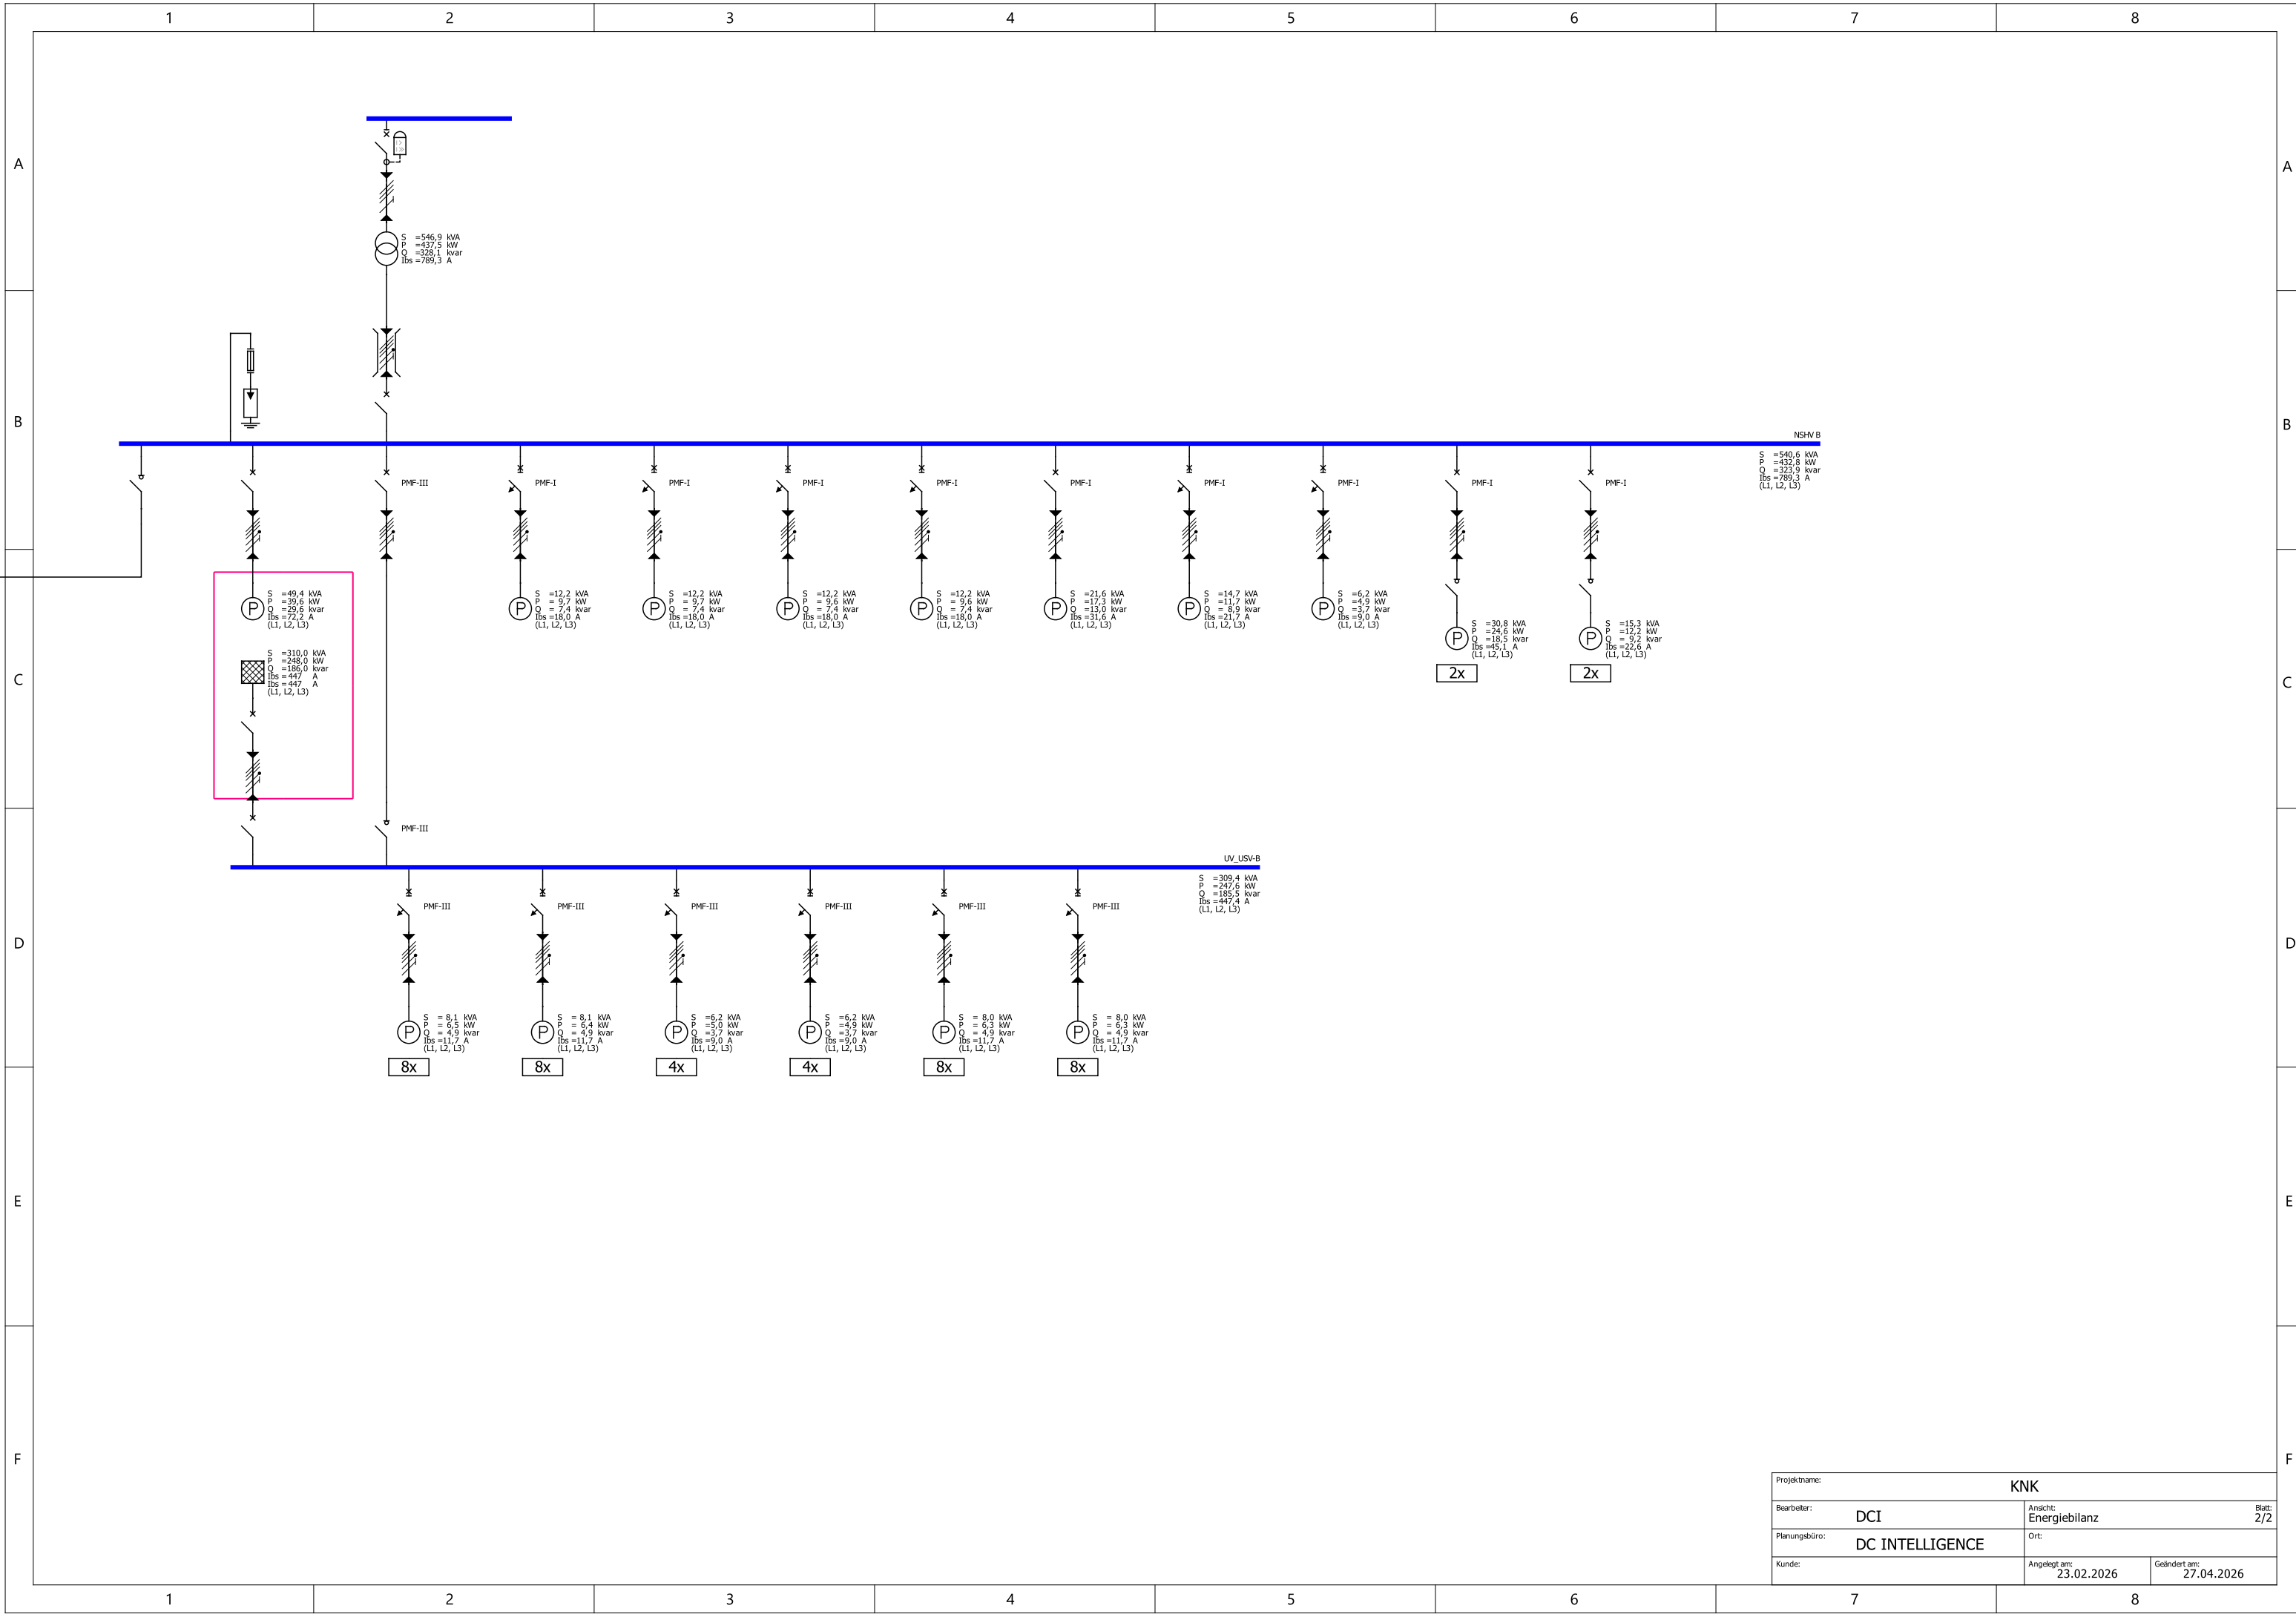 1 2 3 4 5 6 7 8
A A
S =546,9 kVA
P =437,5 kW
Q =328,1 kvar
Ibs =789,3 A
B B
NSHV B
S =540,6 kVA
P =432,8 kW
Q =323,9 kvar
Ibs =789,3 A
(L1, L2, L3)
PMF-III PMF-I PMF-I PMF-I PMF-I PMF-I PMF-I PMF-I PMF-I PMF-I
P
S =49,4 kVA
P =39,6 kW
Q =29,6 kvar
Ibs =72,2 A
(L1, L2, L3)
P
S =12,2 kVA
P = 9,7 kW
Q = 7,4 kvar
Ibs =18,0 A
(L1, L2, L3)
P
S =12,2 kVA
P = 9,7 kW
Q = 7,4 kvar
Ibs =18,0 A
(L1, L2, L3)
P
S =12,2 kVA
P = 9,6 kW
Q = 7,4 kvar
Ibs =18,0 A
(L1, L2, L3)
P
S =12,2 kVA
P = 9,6 kW
Q = 7,4 kvar
Ibs =18,0 A
(L1, L2, L3)
P
S =21,6 kVA
P =17,3 kW
Q =13,0 kvar
Ibs =31,6 A
(L1, L2, L3)
P
S =14,7 kVA
P =11,7 kW
Q = 8,9 kvar
Ibs =21,7 A
(L1, L2, L3)
P
S =6,2 kVA
P =4,9 kW
Q =3,7 kvar
Ibs =9,0 A
(L1, L2, L3)
P
S =30,8 kVA
P =24,6 kW
Q =18,5 kvar
Ibs =45,1 A
(L1, L2, L3)
2x
P
S =15,3 kVA
P =12,2 kW
Q = 9,2 kvar
Ibs =22,6 A
(L1, L2, L3)
2x
C C
S =310,0 kVA
P =248,0 kW
Q =186,0 kvar
Ibs =447 A
Ibs =447 A
(L1, L2, L3)
PMF-III
UV_USV-B
S =309,4 kVA
P =247,6 kW
Q =185,5 kvar
Ibs =447,4 A
(L1, L2, L3)
PMF-III PMF-III PMF-III PMF-III PMF-III PMF-III
D D
P
S = 8,1 kVA
P = 6,5 kW
Q = 4,9 kvar
Ibs =11,7 A
(L1, L2, L3)
8x
P
S = 8,1 kVA
P = 6,4 kW
Q = 4,9 kvar
Ibs =11,7 A
(L1, L2, L3)
8x
P
S =6,2 kVA
P =5,0 kW
Q =3,7 kvar
Ibs =9,0 A
(L1, L2, L3)
4x
P
S =6,2 kVA
P =4,9 kW
Q =3,7 kvar
Ibs =9,0 A
(L1, L2, L3)
4x
P
S = 8,0 kVA
P = 6,3 kW
Q = 4,9 kvar
Ibs =11,7 A
(L1, L2, L3)
8x
P
S = 8,0 kVA
P = 6,3 kW
Q = 4,9 kvar
Ibs =11,7 A
(L1, L2, L3)
8x
E E
F F
Projektname:
KNK
Bearbeiter:
DCI
Ansicht:
Energiebilanz
Blatt:
2/2
Planungsbüro:
DC INTELLIGENCE
Ort:
Kunde:
Angelegt am:
23.02.2026
Geändert am:
27.04.2026
1 2 3 4 5 6 7 8